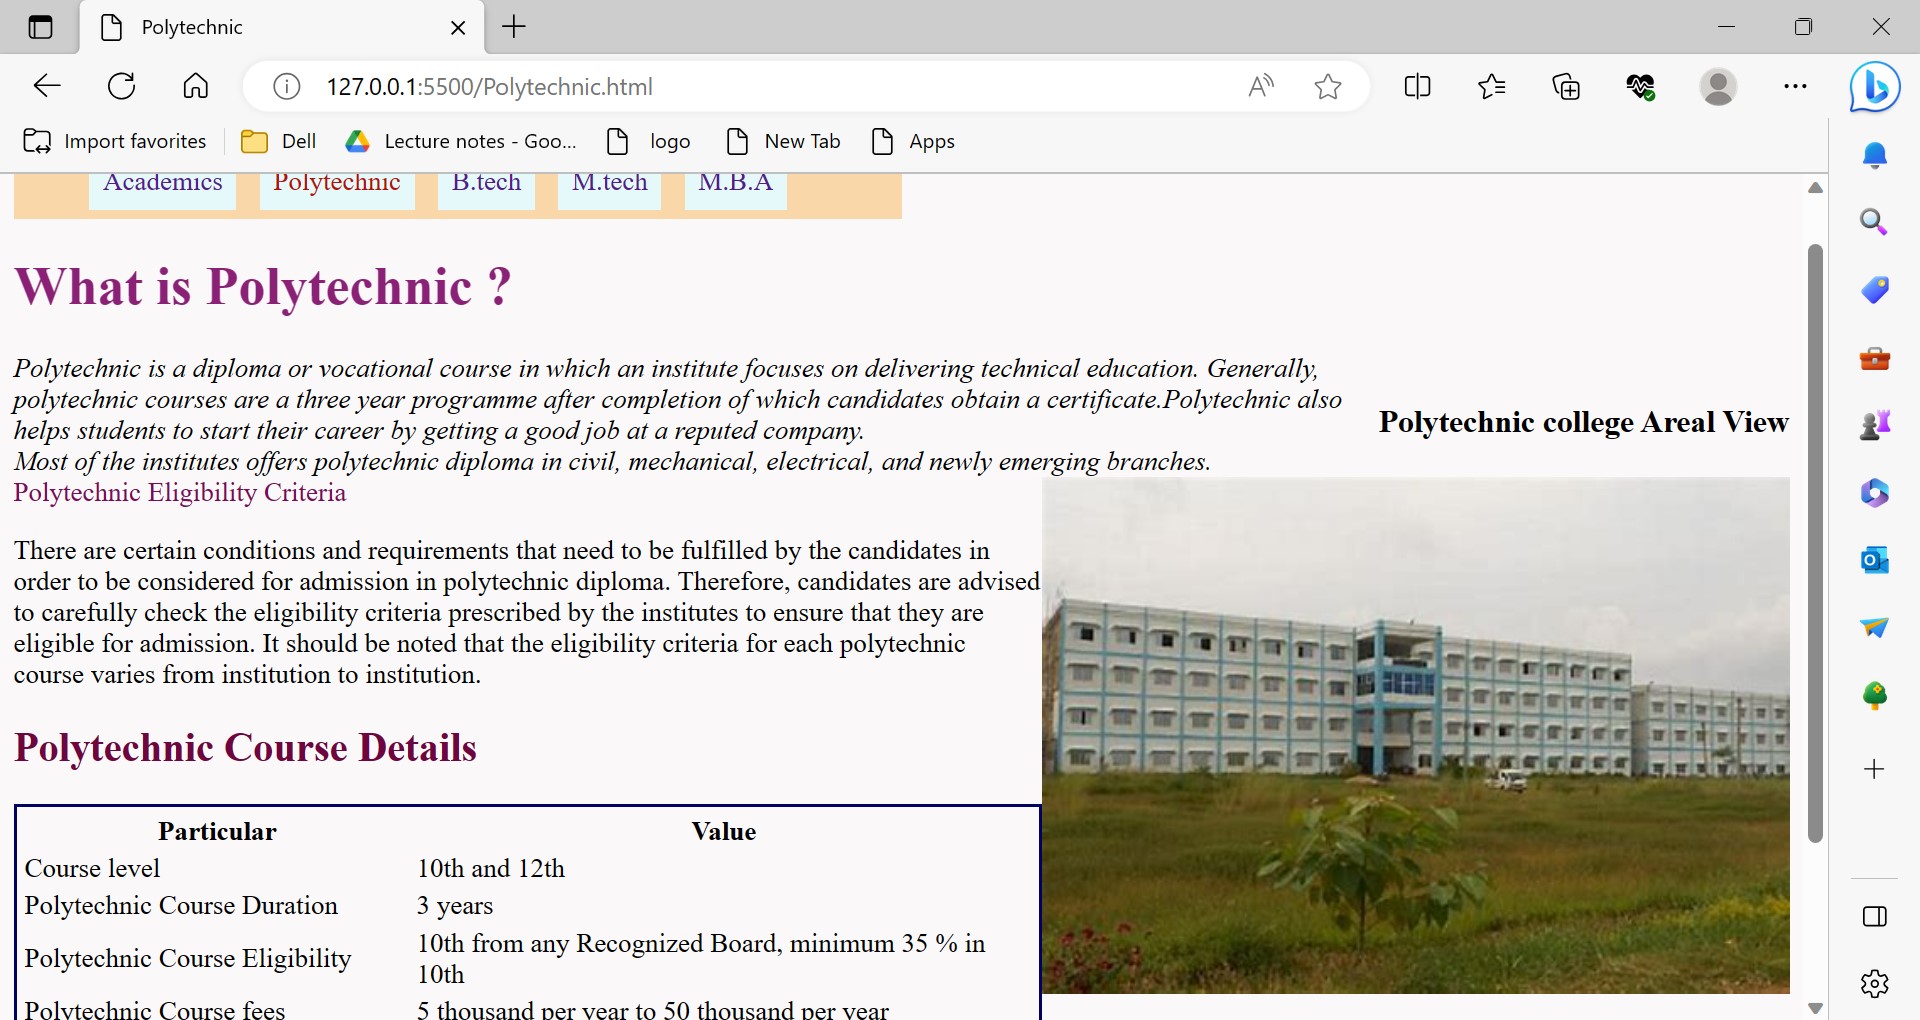 Polytechnic
127.0.0.1:5500/Polytechnic.html
Import favorites
Dell
Lecture notes - Goo...
logo
New Tab
Apps
Academics
Polytechnic
B.tech
M.tech
M.B.A
What is Polytechnic ?
Polytechnic is a diploma or vocational course in which an institute focuses on delivering technical education. Generally,
polytechnic courses are a three year programme after completion of which candidates obtain a certificate.Polytechnic also
helps students to start their career by getting a good job at a reputed company.
Most of the institutes offers polytechnic diploma in civil, mechanical, electrical, and newly emerging branches.
Polytechnic Eligibility Criteria
Polytechnic college Areal View
There are certain conditions and requirements that need to be fulfilled by the candidates in
order to be considered for admission in polytechnic diploma. Therefore, candidates are advised
to carefully check the eligibility criteria prescribed by the institutes to ensure that they are
eligible for admission. It should be noted that the eligibility criteria for each polytechnic
course varies from institution to institution.
Polytechnic Course Details
Particular Value
Course level 10th and 12th
Polytechnic Course Duration 3 years
Polytechnic Course Eligibility 10th from any Recognized Board, minimum 35 % in
10th
Polytechnic Course fees 5 thousand per year to 50 thousand per year